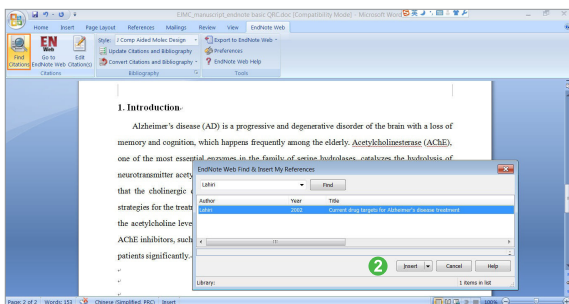 EJMC_manuscript_endnote basic QRC.doc [Compatibility Mode] - Microsoft Word
Home Insert Page Layout References Mailings Review View EndNote Web
EN
Web
Find Citations
Go to EndNote Web
Edit Citation(s)
Style: J Comp Aided Molec Design
Update Citations and Bibliography
Convert Citations and Bibliography
Export to EndNote Web
Preferences
EndNote Web Help
Citations Bibliography Tools
1. Introduction
Alzheimer's disease (AD) is a progressive and degenerative disorder of the brain with a loss of
memory and cognition, which happens frequently among the elderly. Acetylcholinesterase (AChE),
one of the most essential enzymes in the family of serine hydrolases, catalyzes the hydrolysis of
neurotransmitter acety
that the cholinergic
strategies for the treatm
the acetylcholine leve
AChE inhibitors, such
patients significantly.
EndNote Web Find & Insert My References
Lahiri Find
Author Year Title
Lahiri 2002 Current drug targets for Alzheimer's disease treatment
2 Insert Cancel Help
Library: 1 items in list
Page: 2 of 2 Words: 153 Chinese (Simplified, PRC) Insert 100%